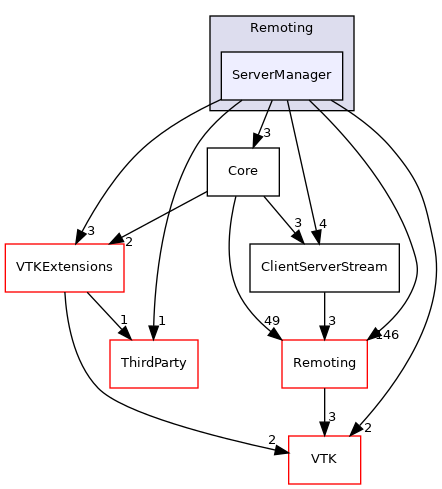 Remoting
ServerManager
3
Core
3
4
3
2
VTKExtensions
ClientServerStream
1
1
49
3
146
ThirdParty
Remoting
3
2
2
VTK